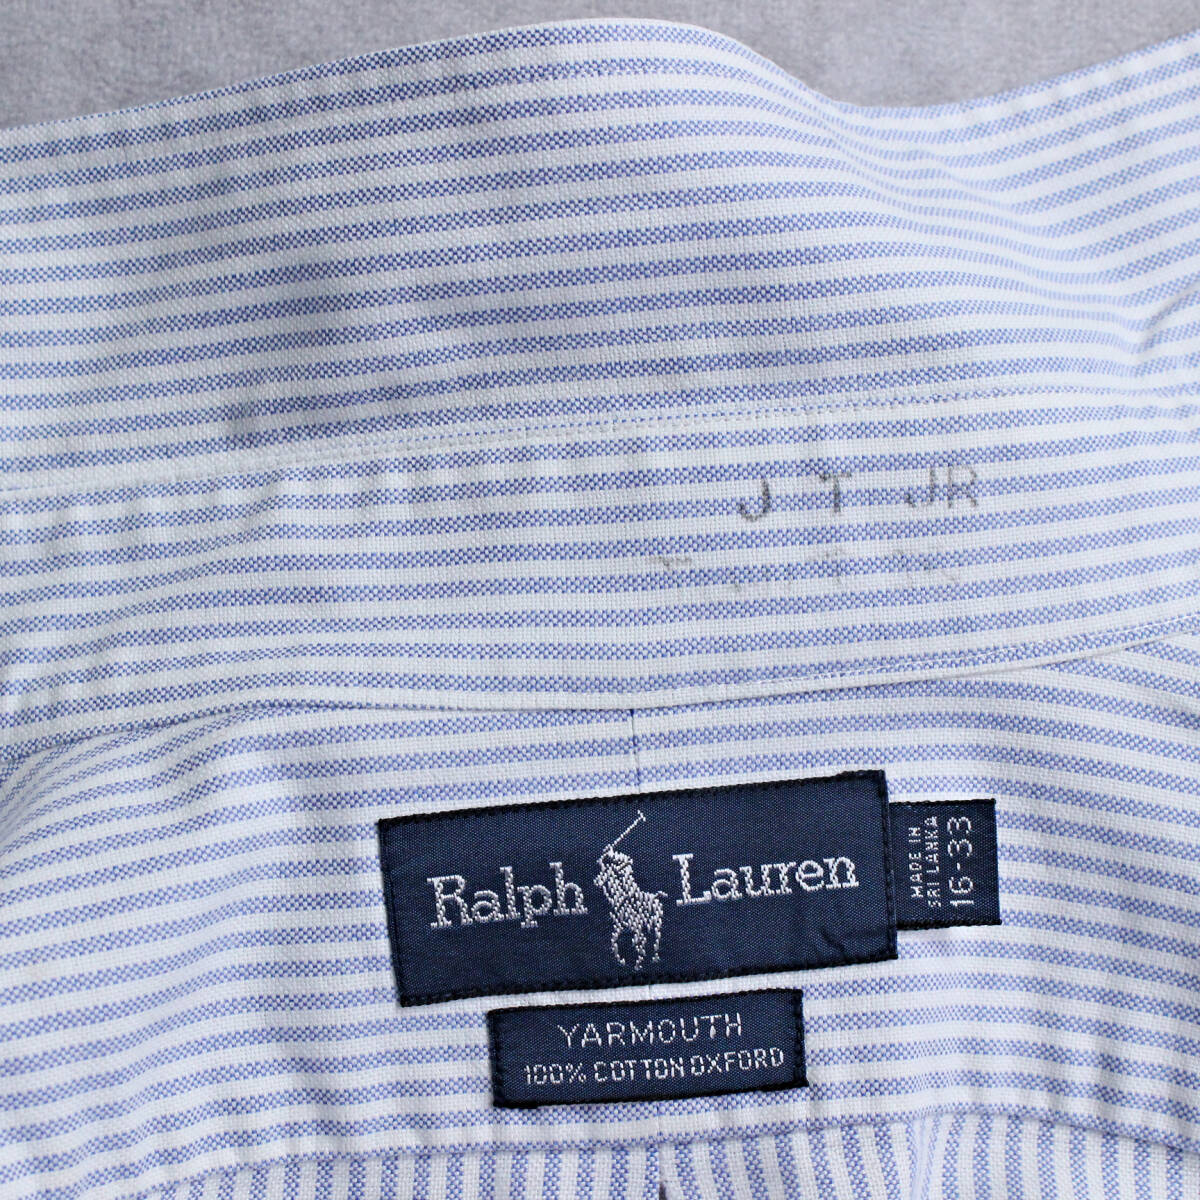 J T JR
Ralph Lauren
MADE IN
SRI LANKA
16-33
YARMOUTH
100% COTTON OXFORD